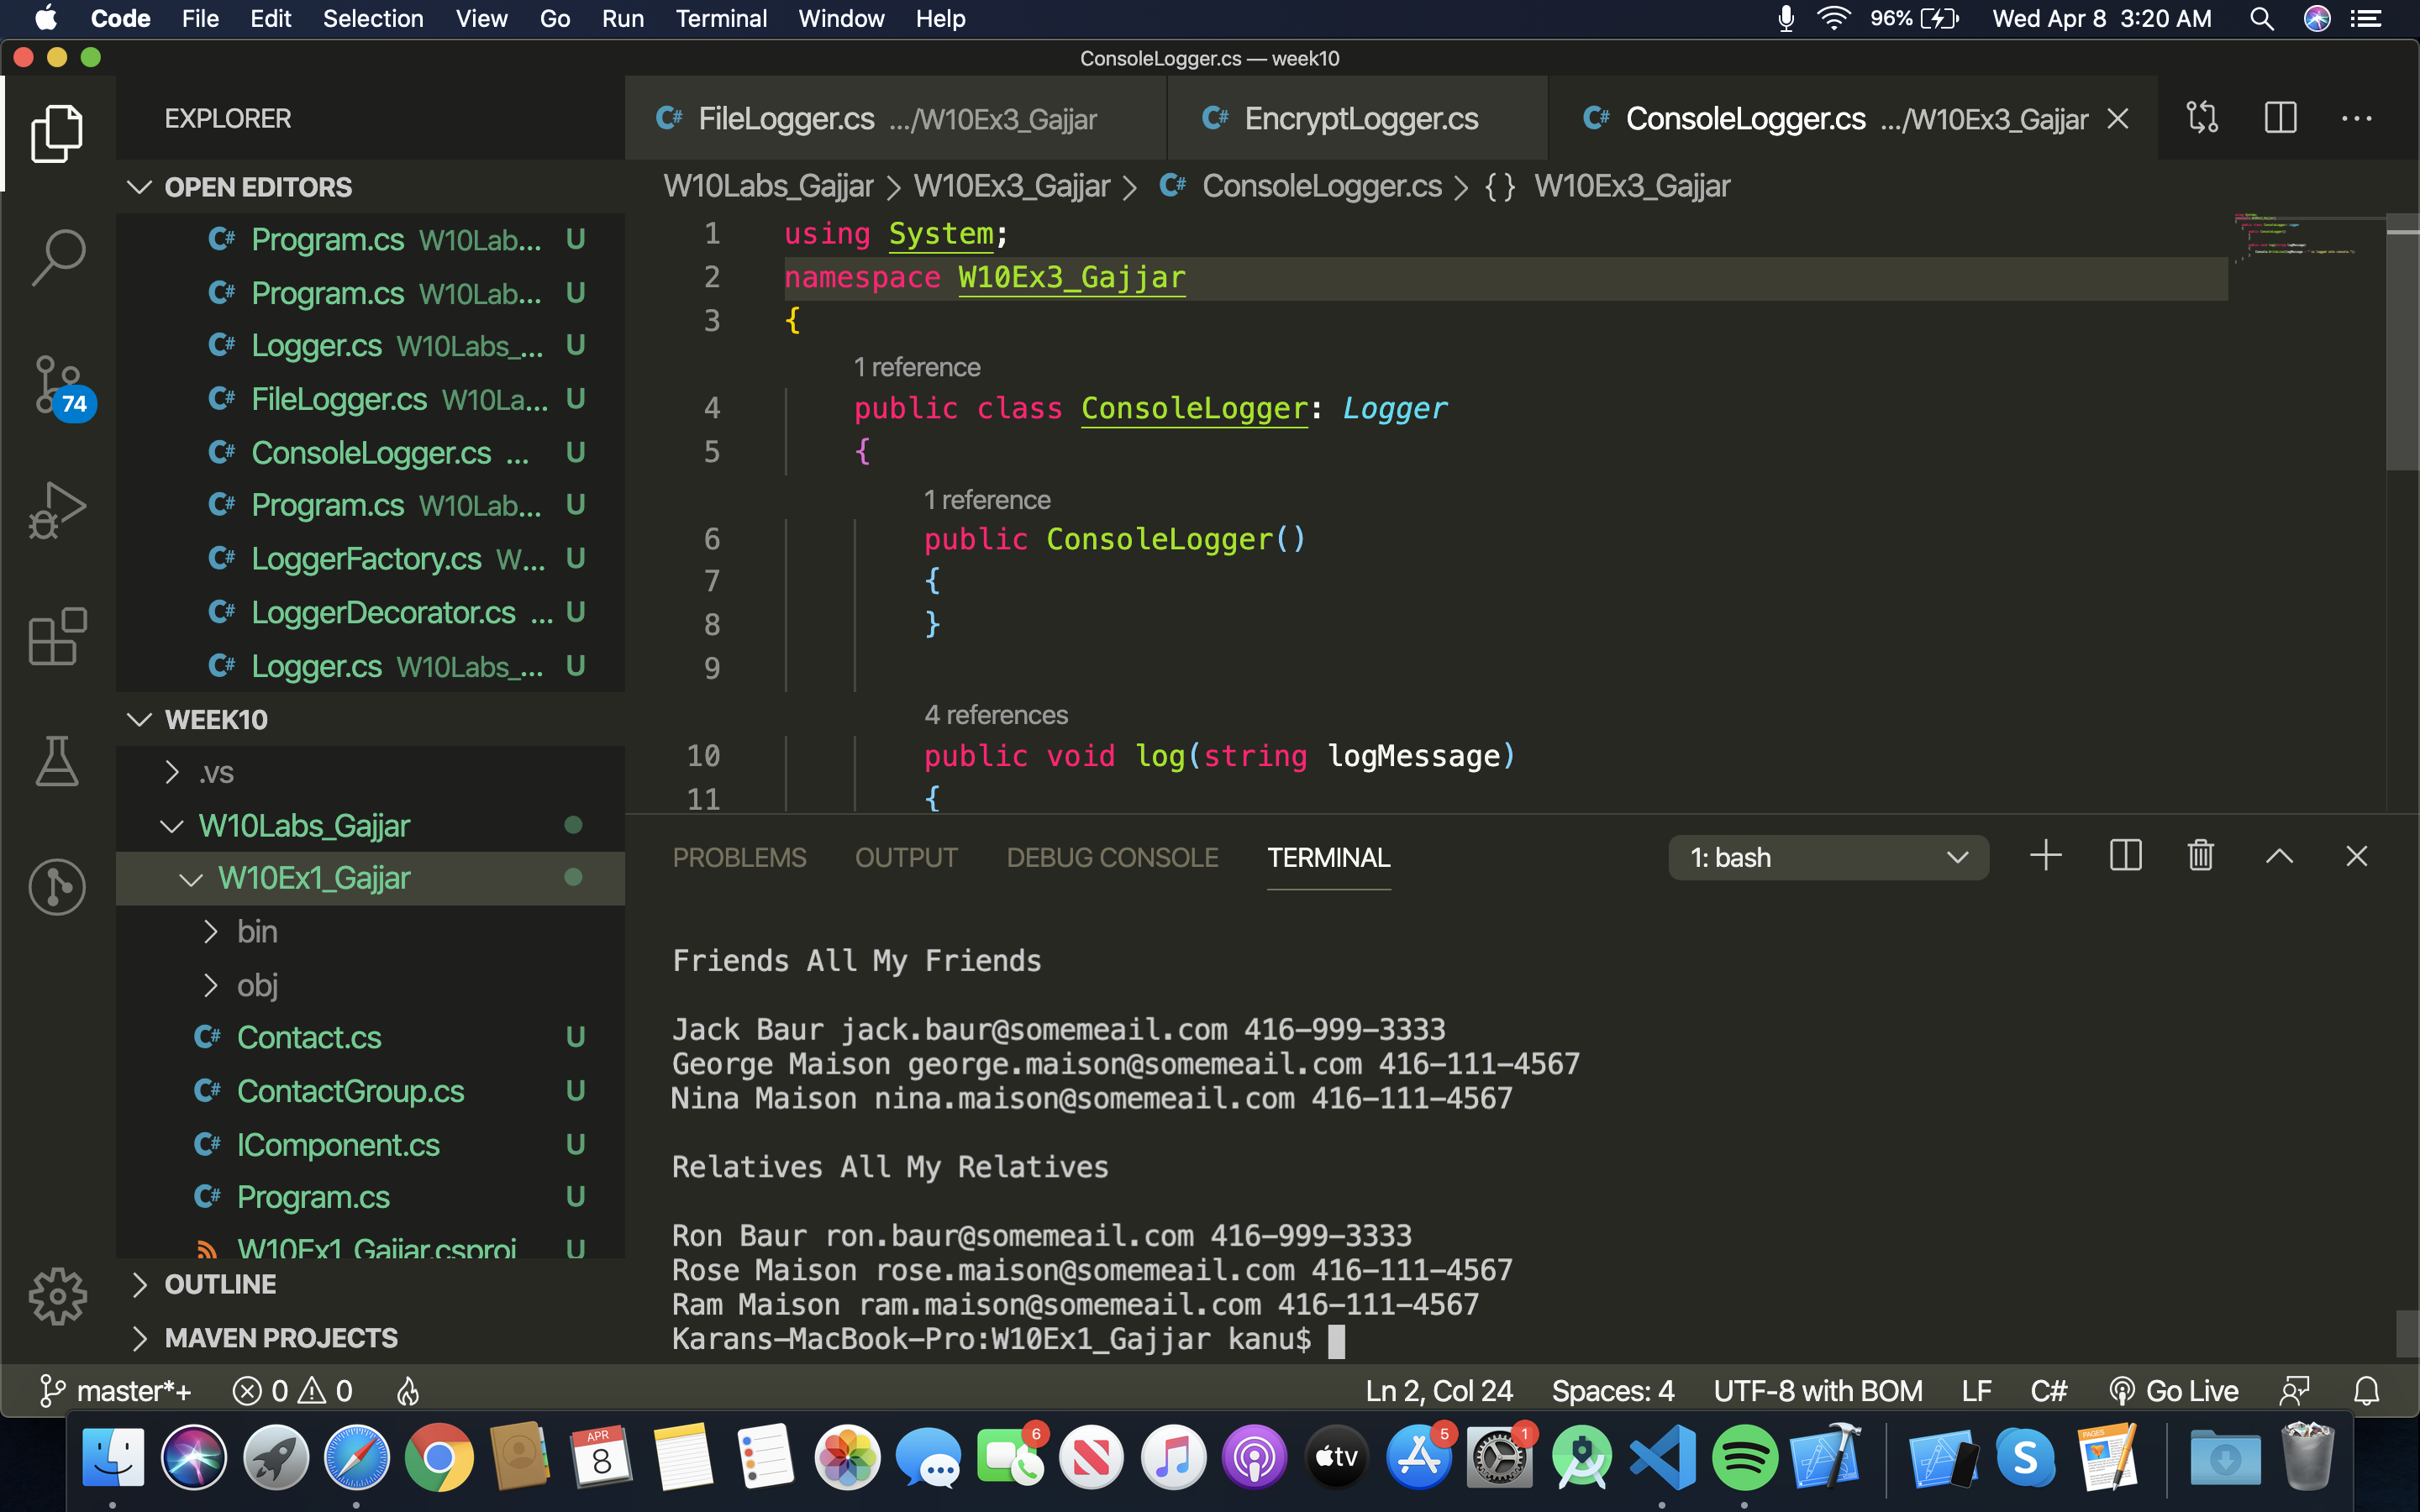 Code File Edit Selection View Go Run Terminal Window Help 96% Wed Apr 8 3:20 AM
ConsoleLogger.cs — week10
EXPLORER
FileLogger.cs .../W10Ex3_Gajjar
EncryptLogger.cs
ConsoleLogger.cs .../W10Ex3_Gajjar
OPEN EDITORS
Program.cs W10Lab... U
Program.cs W10Lab... U
Logger.cs W10Labs_... U
FileLogger.cs W10La... U
ConsoleLogger.cs ... U
Program.cs W10Lab... U
LoggerFactory.cs W... U
LoggerDecorator.cs ... U
Logger.cs W10Labs_... U
74
WEEK10
.vs
W10Labs_Gajjar
W10Ex1_Gajjar
bin
obj
Contact.cs U
ContactGroup.cs U
IComponent.cs U
Program.cs U
W10Ex1_Gajjar.csproj U
OUTLINE
MAVEN PROJECTS
W10Labs_Gajjar > W10Ex3_Gajjar > ConsoleLogger.cs > {} W10Ex3_Gajjar
1 using System;
2 namespace W10Ex3_Gajjar
3 {
1 reference
4 public class ConsoleLogger: Logger
5 {
1 reference
6 public ConsoleLogger()
7 {
8 }
9
4 references
10 public void log(string logMessage)
11 {
PROBLEMS OUTPUT DEBUG CONSOLE TERMINAL 1: bash
Friends All My Friends
Jack Baur jack.baur@somemeail.com 416-999-3333
George Maison george.maison@somemeail.com 416-111-4567
Nina Maison nina.maison@somemeail.com 416-111-4567
Relatives All My Relatives
Ron Baur ron.baur@somemeail.com 416-999-3333
Rose Maison rose.maison@somemeail.com 416-111-4567
Ram Maison ram.maison@somemeail.com 416-111-4567
Karans-MacBook-Pro:W10Ex1_Gajjar kanu$
master*+ 0 0 Ln 2, Col 24 Spaces: 4 UTF-8 with BOM LF C# Go Live
APR
8
6
tv
5
1
S
PAGES